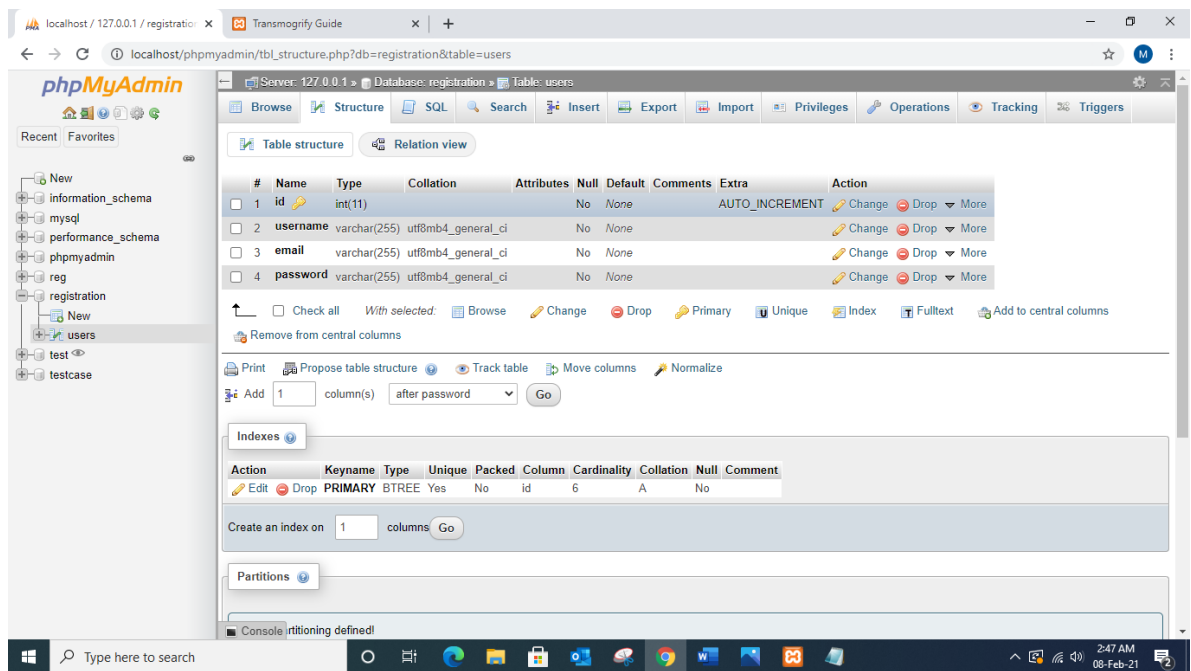 localhost / 127.0.0.1 / registration
Transmogrify Guide
localhost/phpmyadmin/tbl_structure.php?db=registration&table=users
M
phpMyAdmin
Recent Favorites
New
information_schema
mysql
performance_schema
phpmyadmin
reg
registration
New
users
test
testcase
Server: 127.0.0.1 » Database: registration » Table: users
Browse Structure SQL Search Insert Export Import Privileges Operations Tracking Triggers
Table structure Relation view
# Name Type Collation Attributes Null Default Comments Extra Action
1 id int(11) No None AUTO_INCREMENT Change Drop More
2 username varchar(255) utf8mb4_general_ci No None Change Drop More
3 email varchar(255) utf8mb4_general_ci No None Change Drop More
4 password varchar(255) utf8mb4_general_ci No None Change Drop More
Check all With selected: Browse Change Drop Primary Unique Index Fulltext Add to central columns
Remove from central columns
Print Propose table structure Track table Move columns Normalize
Add 1 column(s) after password Go
Indexes
Action Keyname Type Unique Packed Column Cardinality Collation Null Comment
Edit Drop PRIMARY BTREE Yes No id 6 A No
Create an index on 1 columns Go
Partitions
Console rtitioning defined!
Type here to search
2:47 AM
08-Feb-21
2